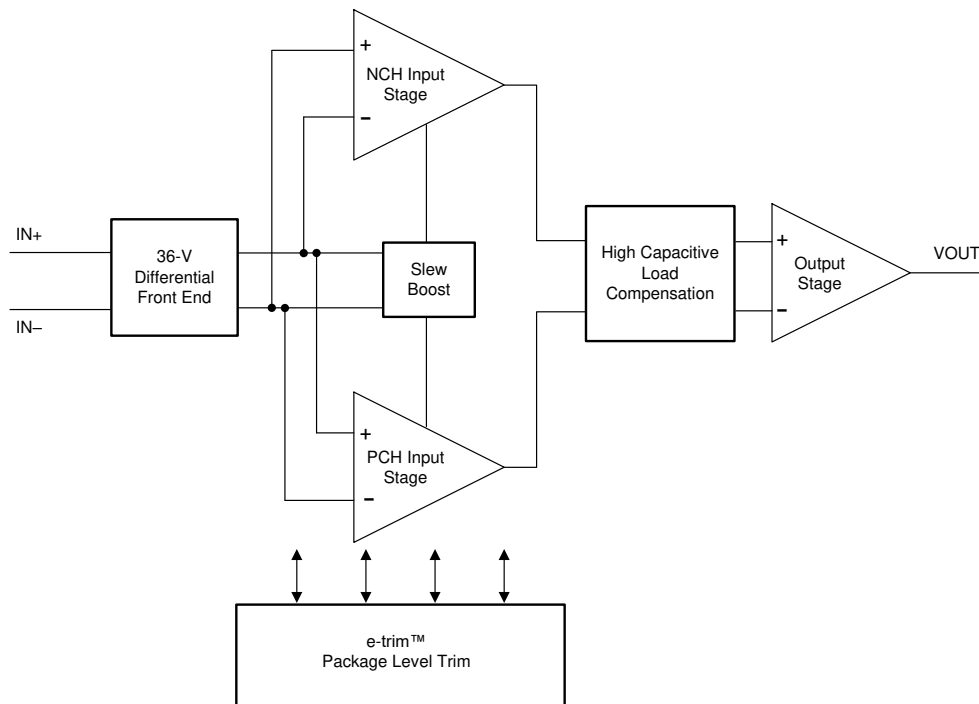 +
NCH Input
Stage
–
IN+
IN–
36-V
Differential
Front End
Slew
Boost
High Capacitive
Load
Compensation
+
Output
Stage
–
VOUT
+
PCH Input
Stage
–
e-trim™
Package Level Trim